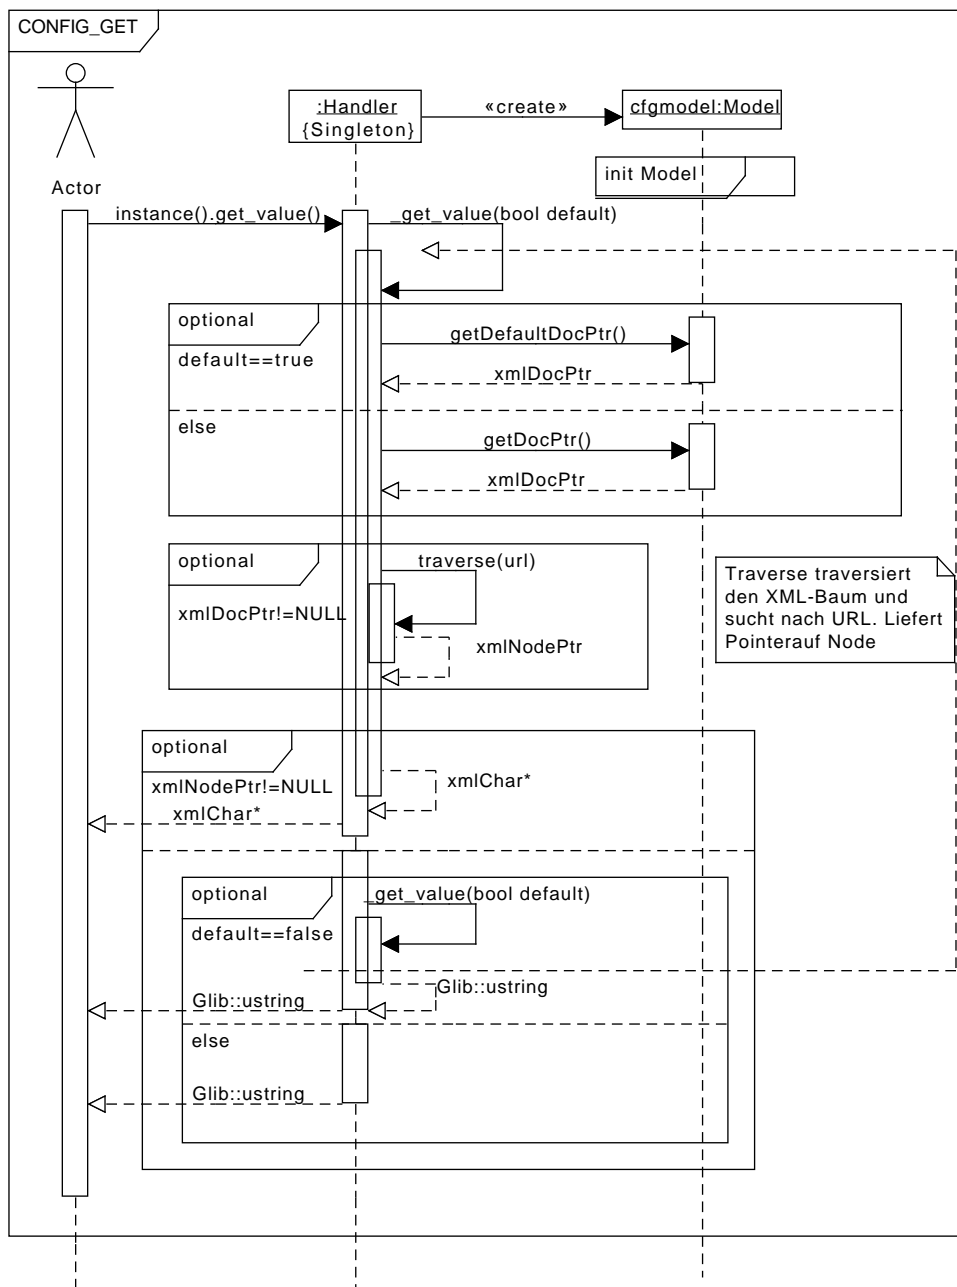 CONFIG_GET
:Handler
{Singleton}
«create»
cfgmodel:Model
init Model
Actor
instance().get_value()
_get_value(bool default)
optional
default==true
getDefaultDocPtr()
xmlDocPtr
else
getDocPtr()
xmlDocPtr
optional
xmlDocPtr!=NULL
traverse(url)
xmlNodePtr
Traverse traversiert
den XML-Baum und
sucht nach URL. Liefert
Pointerauf Node
optional
xmlNodePtr!=NULL
xmlChar*
xmlChar*
optional
default==false
_get_value(bool default)
Glib::ustring
Glib::ustring
else
Glib::ustring